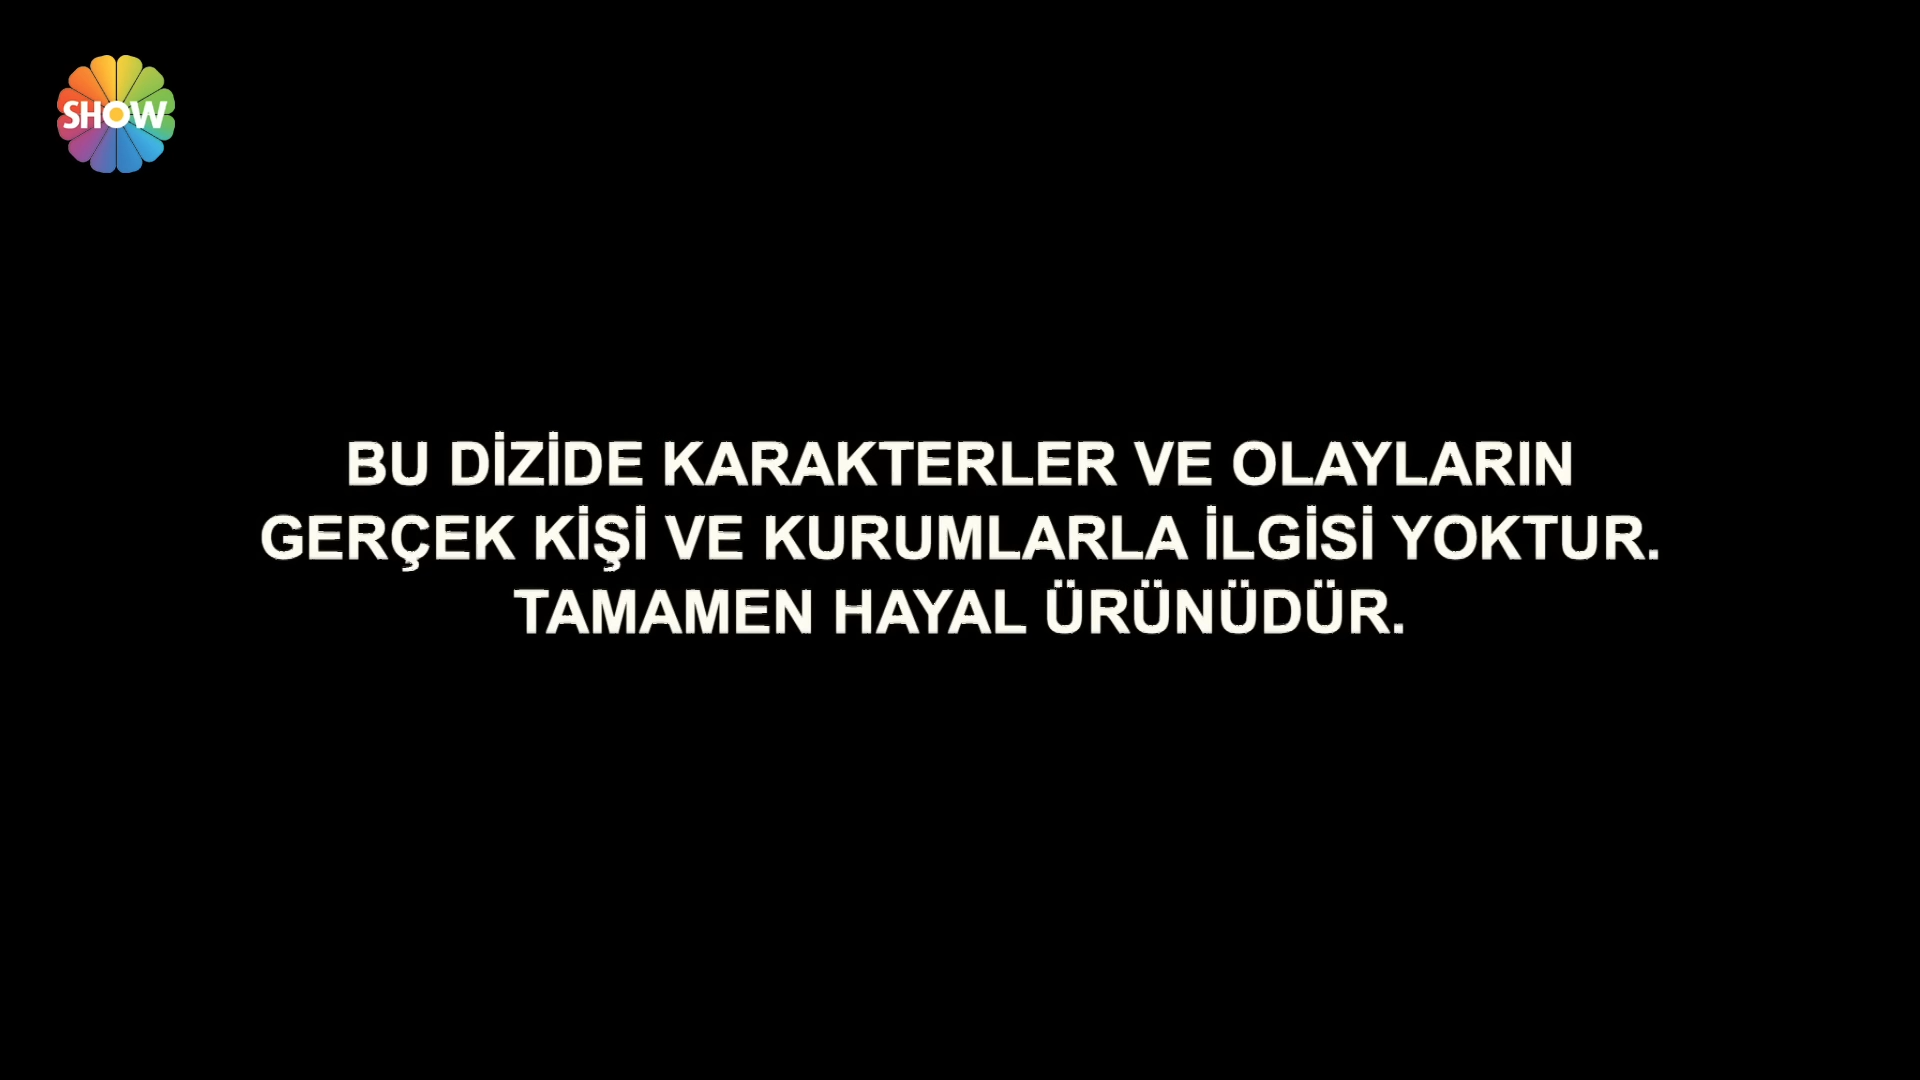 SHOW
BU DİZİDE KARAKTERLER VE OLAYLARIN
GERÇEK KİŞİ VE KURUMLARLA İLGİSİ YOKTUR.
TAMAMEN HAYAL ÜRÜNÜDÜR.